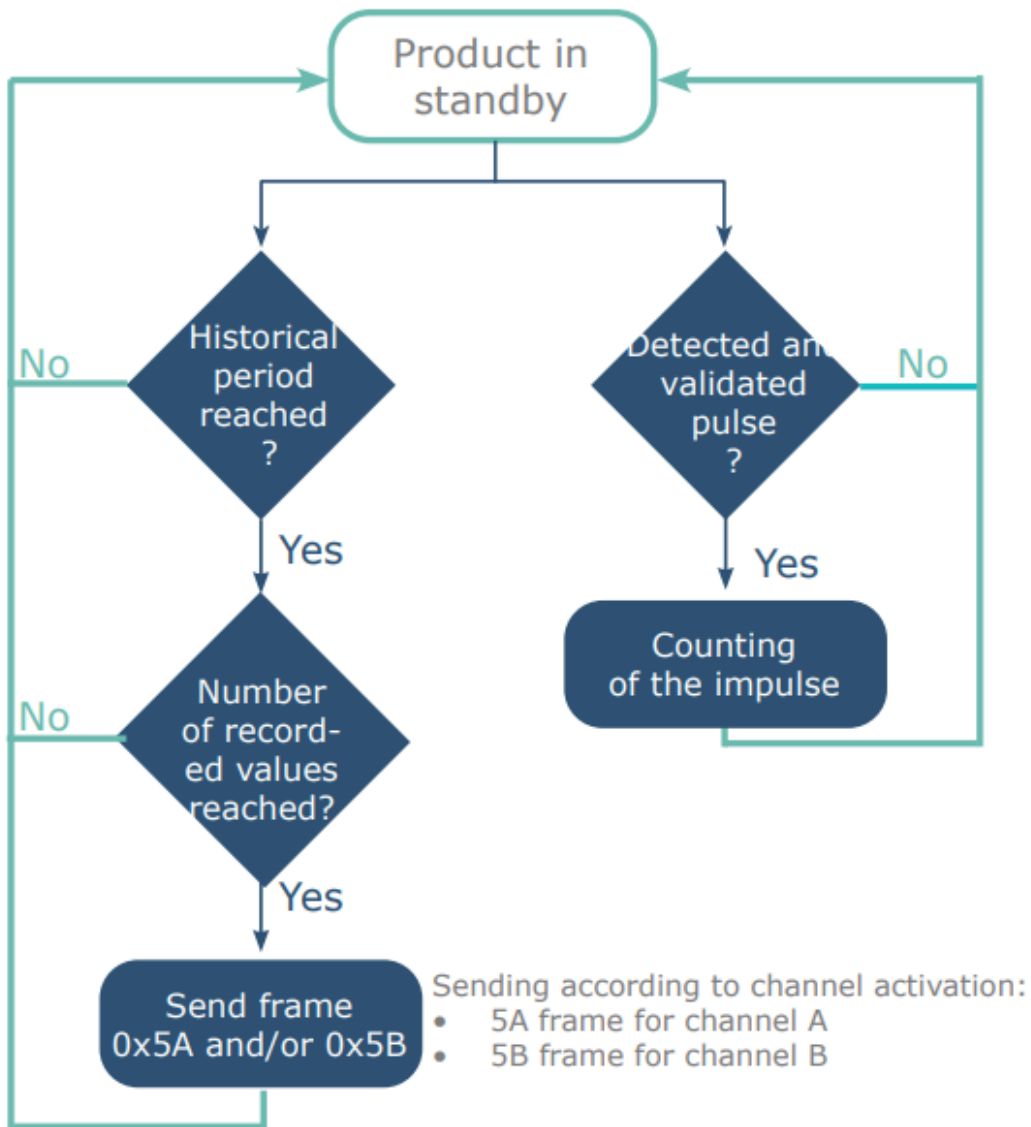 Product in
standby
Historical
period
reached
?
No
Detected and
validated
pulse
?
No
Yes
Yes
Counting
of the impulse
Number
of record-
ed values
reached?
No
Yes
Send frame
0x5A and/or 0x5B
Sending according to channel activation:
• 5A frame for channel A
• 5B frame for channel B